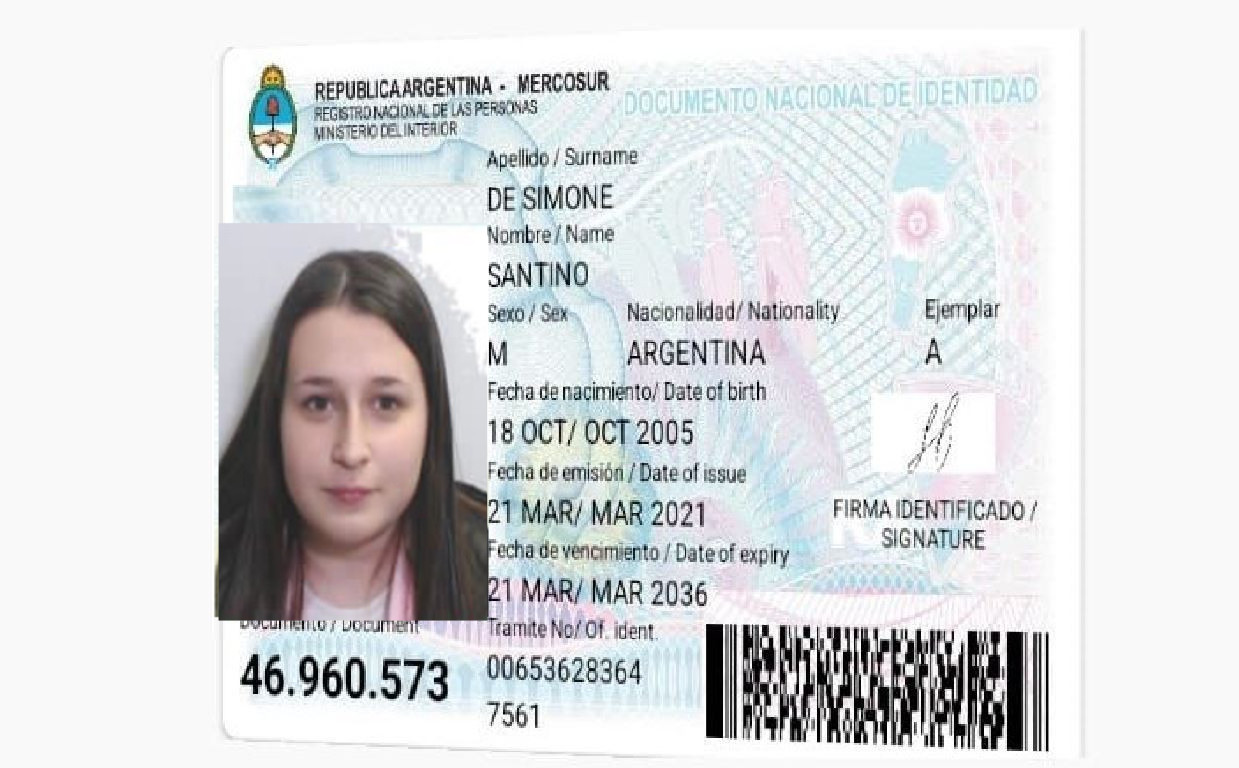 REPUBLICA ARGENTINA - MERCOSUR
REGISTRO NACIONAL DE LAS PERSONAS
MINISTERIO DEL INTERIOR
DOCUMENTO NACIONAL DE IDENTIDAD
Apellido / Surname
DE SIMONE
Nombre / Name
SANTINO
Sexo / Sex Nacionalidad/ Nationality Ejemplar
M ARGENTINA A
Fecha de nacimiento/ Date of birth
18 OCT/ OCT 2005
Fecha de emisión / Date of issue
21 MAR/ MAR 2021
FIRMA IDENTIFICADO /
SIGNATURE
Fecha de vencimiento / Date of expiry
21 MAR/ MAR 2036
Documento / Document
46.960.573
Tramite No/ Of. ident.
00653628364
7561